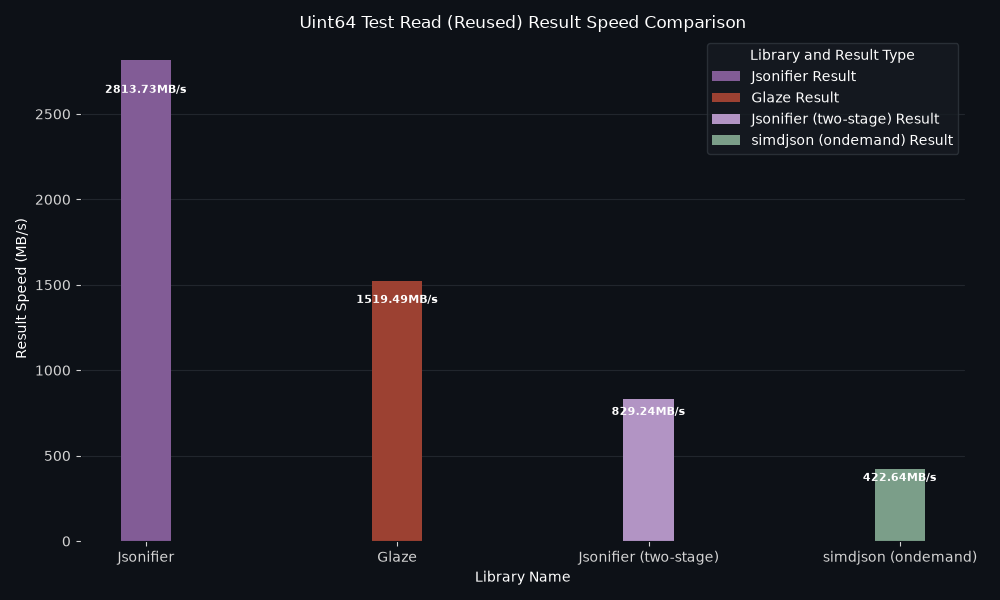 Uint64 Test Read (Reused) Result Speed Comparison
Library and Result Type
Jsonifier Result
Glaze Result
Jsonifier (two-stage) Result
simdjson (ondemand) Result
Result Speed (MB/s)
2500
2000
1500
1000
500
0
2813.73MB/s
1519.49MB/s
829.24MB/s
422.64MB/s
Jsonifier
Glaze
Jsonifier (two-stage)
simdjson (ondemand)
Library Name